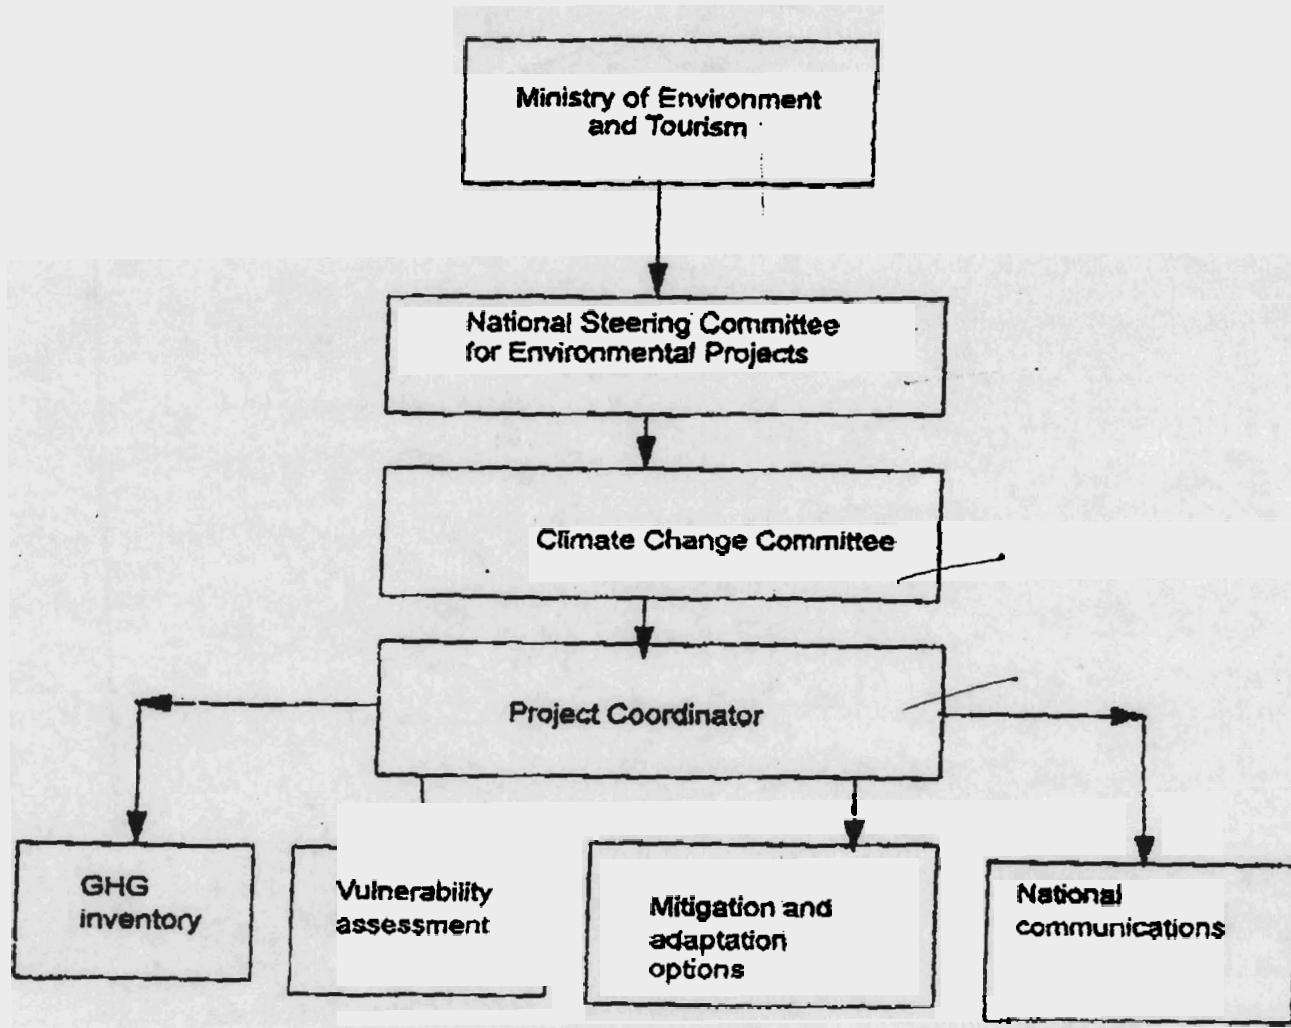 Ministry of Environment
and Tourism
National Steering Committee
for Environmental Projects
Climate Change Committee
Project Coordinator
GHG
inventory
Vulnerability
assessment
Mitigation and
adaptation
options
National
communications